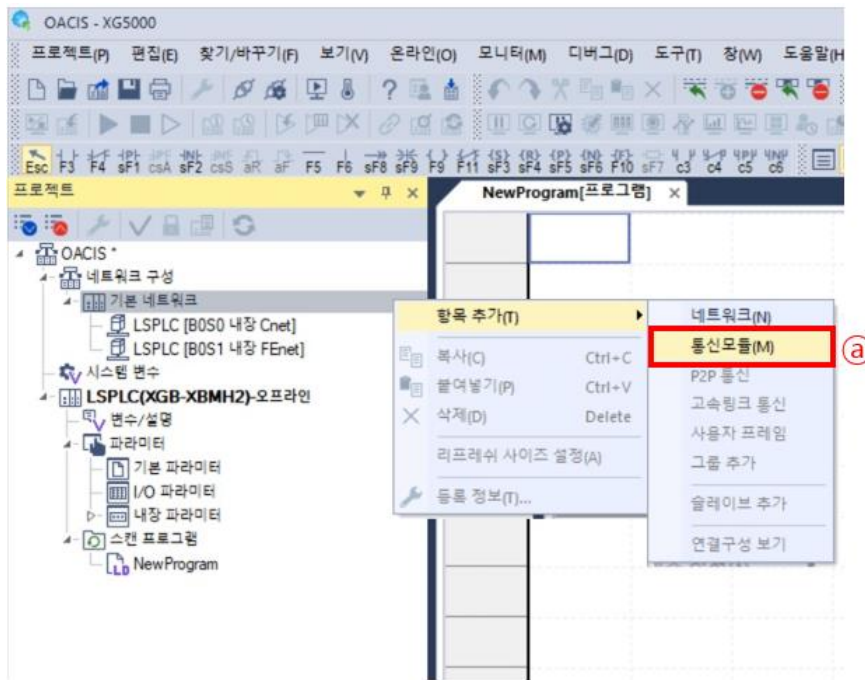 OACIS - XG5000
프로젝트(P) 편집(E) 찾기/바꾸기(F) 보기(V) 온라인(O) 모니터(M) 디버그(D) 도구(T) 창(W) 도움말(H
Esc F3 F4 sF1 csA sF2 csS aR aF F5 F6 sF8 sF9 F9 F11 sF3 sF4 sF5 sF6 F10 sF7 c3 c4 c5 c6
프로젝트
NewProgram[프로그램]
OACIS *
네트워크 구성
기본 네트워크
LSPLC [B0S0 내장 Cnet]
LSPLC [B0S1 내장 FEnet]
시스템 변수
LSPLC(XGB-XBMH2)-오프라인
변수/설명
파라미터
기본 파라미터
I/O 파라미터
내장 파라미터
스캔 프로그램
NewProgram
항목 추가(T)
복사(C) Ctrl+C
붙여넣기(P) Ctrl+V
삭제(D) Delete
리프레쉬 사이즈 설정(A)
등록 정보(T)...
네트워크(N)
통신모듈(M)
ⓐ
P2P 통신
고속링크 통신
사용자 프레임
그룹 추가
슬레이브 추가
연결구성 보기